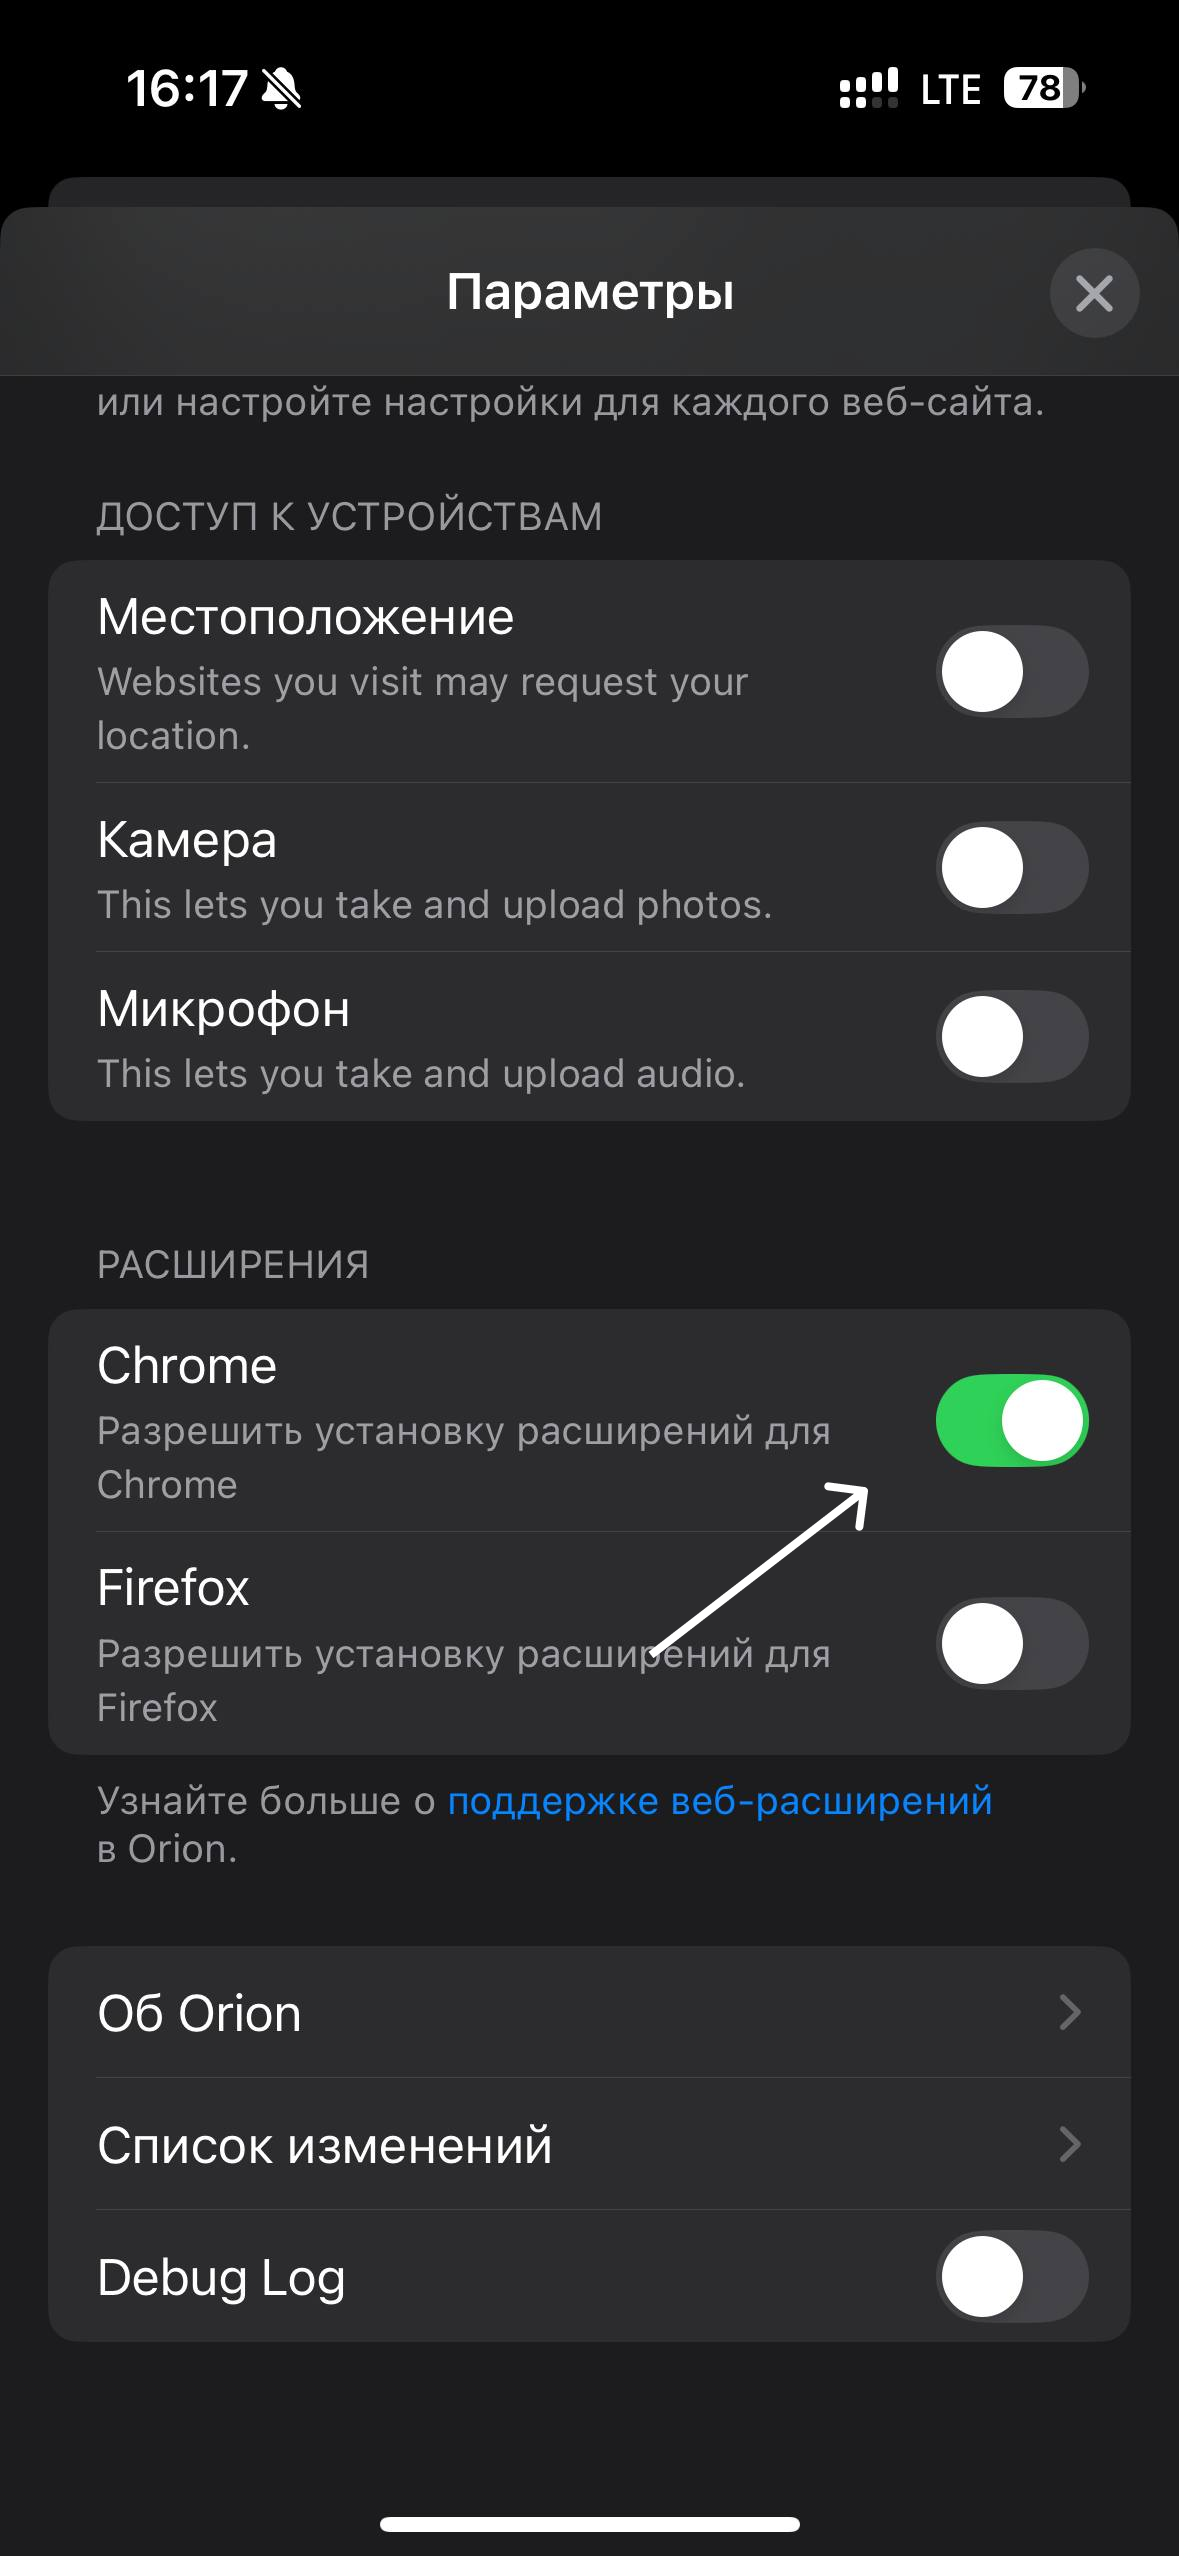 16:17
LTE
78
Параметры
или настройте настройки для каждого веб-сайта.
ДОСТУП К УСТРОЙСТВАМ
Местоположение
Websites you visit may request your
location.
Камера
This lets you take and upload photos.
Микрофон
This lets you take and upload audio.
РАСШИРЕНИЯ
Chrome
Разрешить установку расширений для
Chrome
Firefox
Разрешить установку расширений для
Firefox
Узнайте больше о поддержке веб-расширений
в Orion.
Об Orion
Список изменений
Debug Log